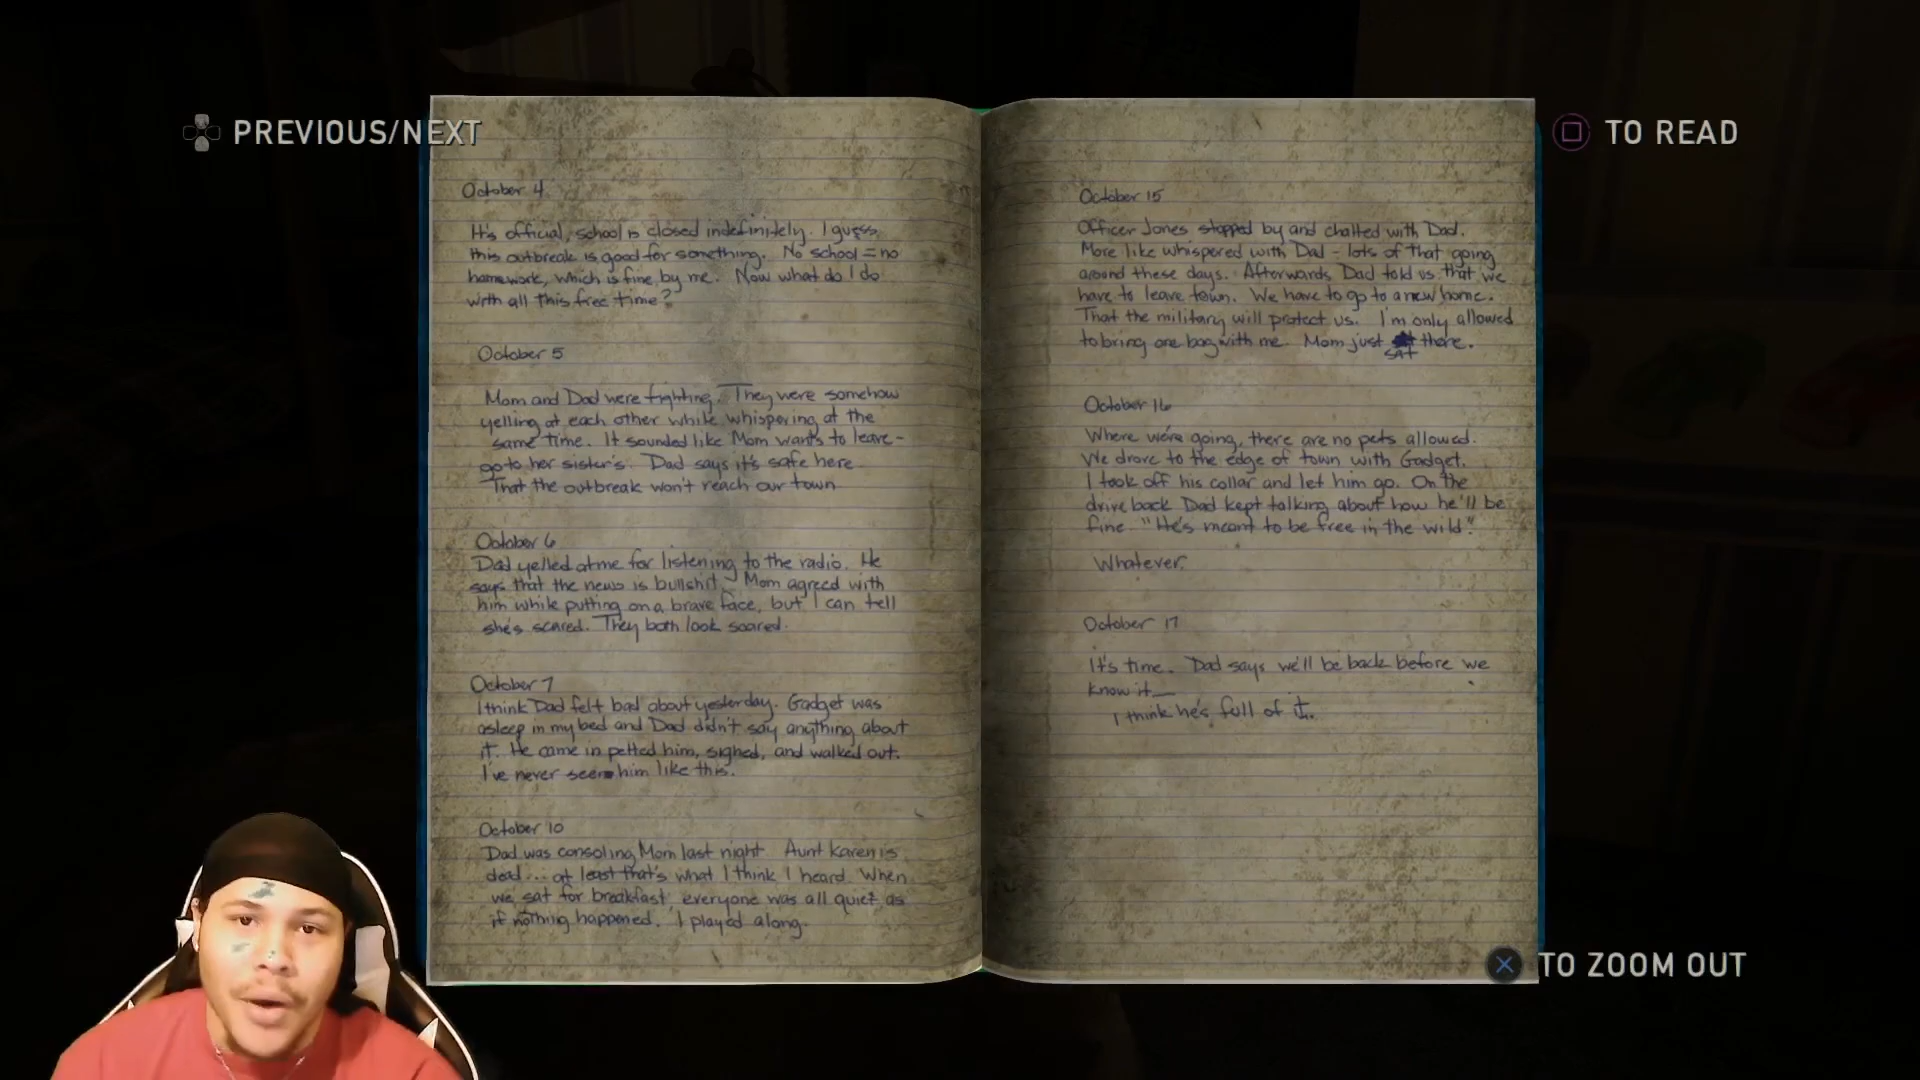 PREVIOUS/NEXT
TO READ
October 4
It's official, school is closed indefinitely. I guess
this outbreak is good for something. No school = no
homework, which is fine by me. Now what do I do
with all this free time?
October 5
Mom and Dad were fighting. They were somehow
yelling at each other while whispering at the
same time. It sounded like Mom wants to leave -
go to her sister's. Dad says it's safe here.
That the outbreak won't reach our town
October 6
Dad yelled at me for listening to the radio. He
says that the news is bullshit. Mom agreed with
him while putting on a brave face, but I can tell
she's scared. They both look scared.
October 7
I think Dad felt bad about yesterday. Gadget was
asleep in my bed and Dad didn't say anything about
it. He came in petted him, sighed, and walked out.
I've never seen him like this.
October 10
Dad was consoling Mom last night. Aunt Karen is
dead... at least that's what I think I heard. When
we sat for breakfast, everyone was all quiet as
if nothing happened. I played along.
October 15
Officer Jones stopped by and chatted with Dad.
More like whispered with Dad - lots of that going
around these days. Afterwards Dad told us that we
have to leave town. We have to go to a new home.
That the military will protect us. I'm only allowed
to bring one bag with me. Mom just sat there.
October 16
Where we're going, there are no pets allowed.
We drove to the edge of town with Gadget.
I took off his collar and let him go. On the
drive back Dad kept talking about how he'll be
fine. "He's meant to be free in the wild."
Whatever.
October 17
It's time. Dad says we'll be back before we
know it_
I think he's full of it.
TO ZOOM OUT